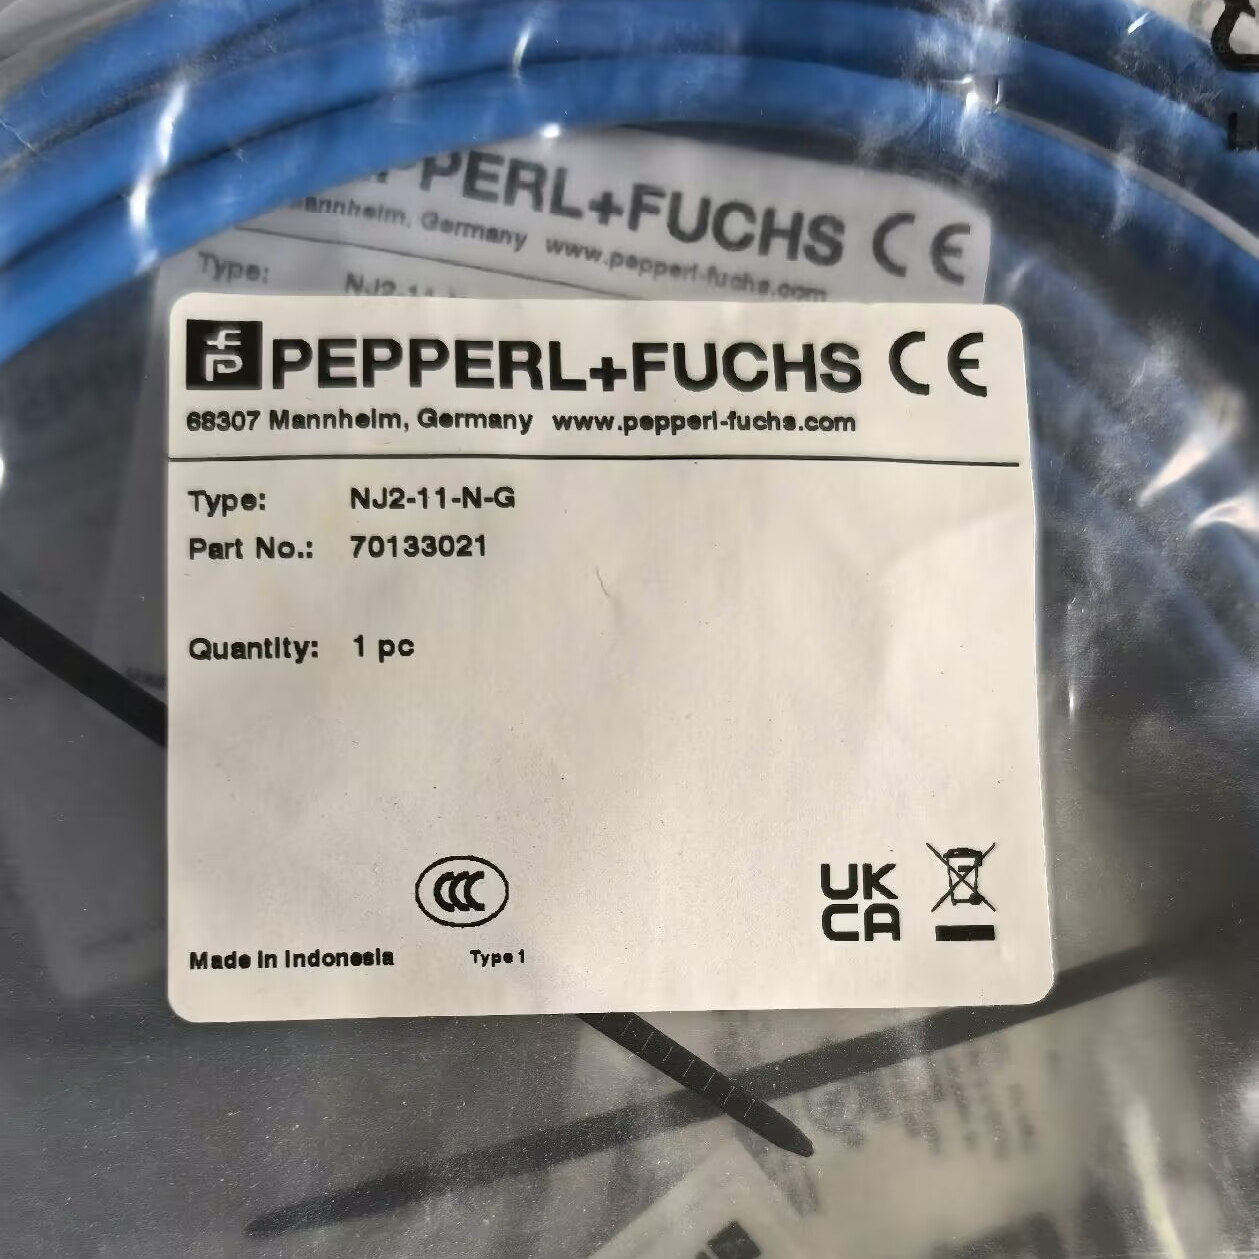 PEPPERL+FUCHS CE
Mannheim, Germany www.pepperl-fuchs.com
Type:
PEPPERL+FUCHS CE
68307 Mannheim, Germany www.pepperl-fuchs.com
Type: NJ2-11-N-G
Part No.: 70133021
Quantity: 1 pc
CCC
UK
CA
Made in Indonesia Type 1